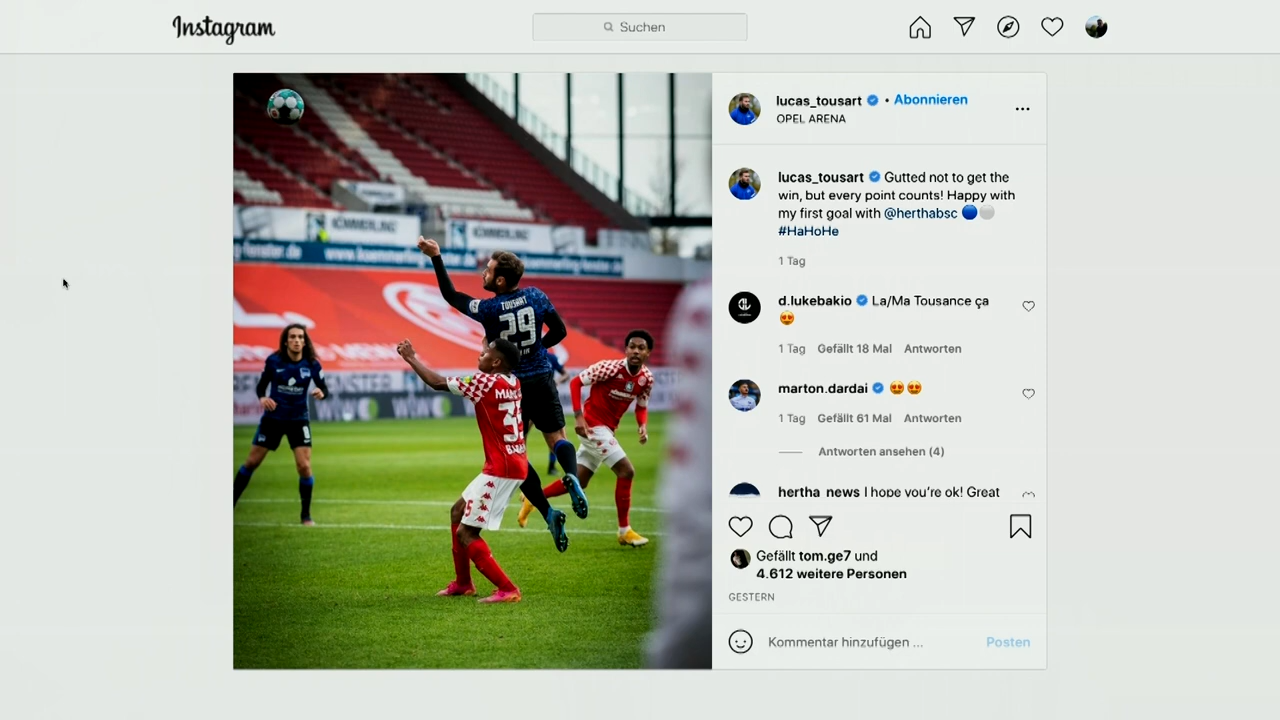 Instagram
Suchen
lucas_tousart • Abonnieren
OPEL ARENA
lucas_tousart Gutted not to get the
win, but every point counts! Happy with
my first goal with @herthabsc
#HaHoHe
1 Tag
d.lukebakio La/Ma Tousance ça
1 Tag Gefällt 18 Mal Antworten
marton.dardai
1 Tag Gefällt 61 Mal Antworten
Antworten ansehen (4)
hertha_news I hope you're ok! Great
Gefällt tom.ge7 und
4.612 weitere Personen
GESTERN
Kommentar hinzufügen ...
Posten
TOUSART
29